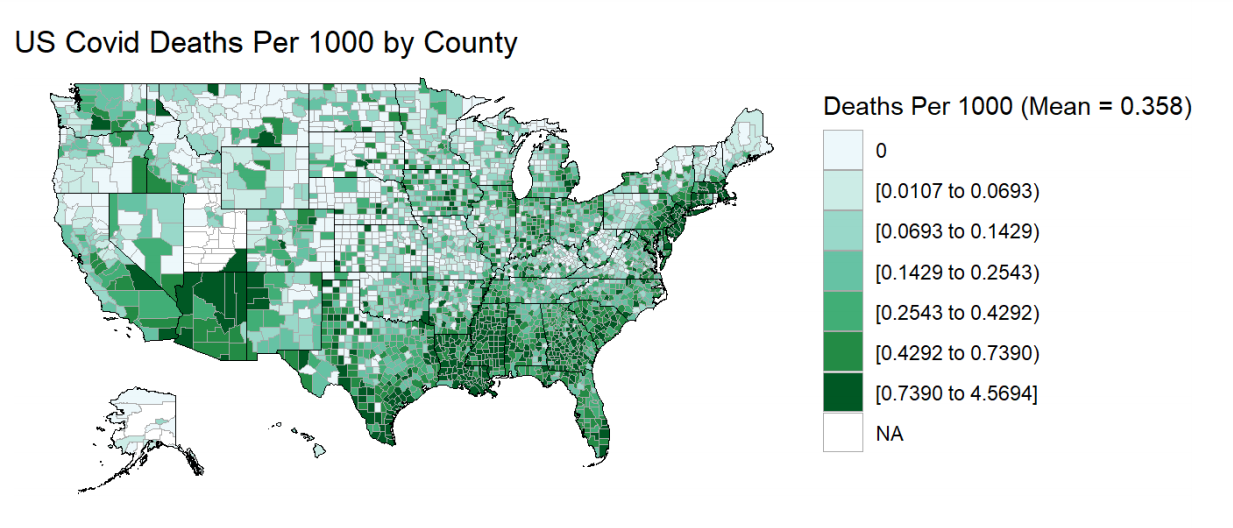 US Covid Deaths Per 1000 by County
Deaths Per 1000 (Mean = 0.358)
0
[0.0107 to 0.0693)
[0.0693 to 0.1429)
[0.1429 to 0.2543)
[0.2543 to 0.4292)
[0.4292 to 0.7390)
[0.7390 to 4.5694]
NA